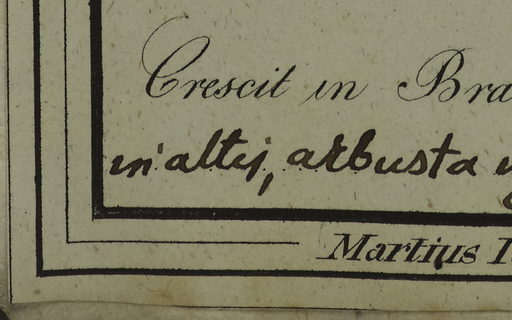 Crescit in Bra
in altis, arbusta
Martius I